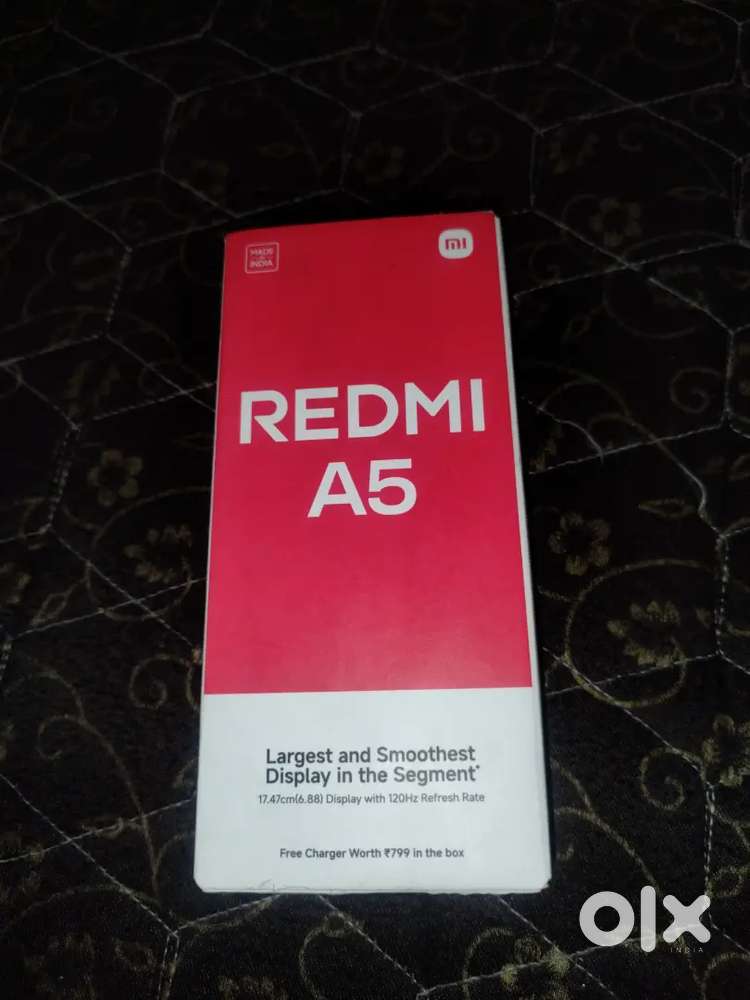 MADE
IN
INDIA
mi
REDMI
A5
Largest and Smoothest
Display in the Segment*
17.47cm(6.88) Display with 120Hz Refresh Rate
Free Charger Worth ₹799 in the box
olx
INDIA